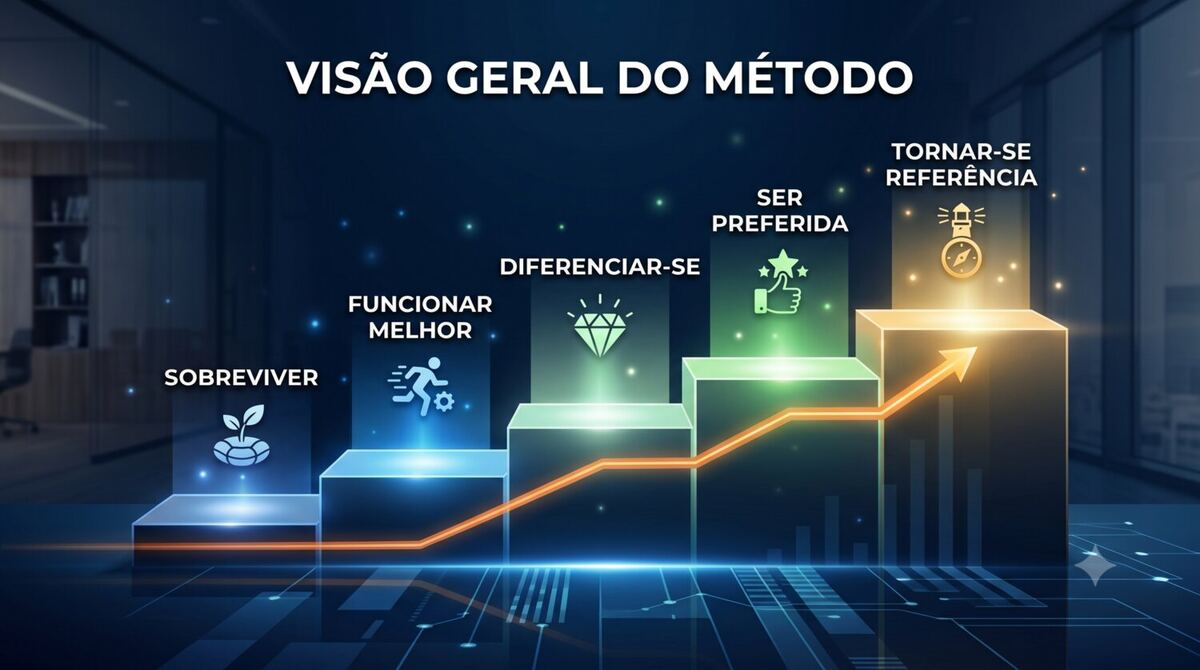 VISÃO GERAL DO MÉTODO
SOBREVIVER
FUNCIONAR
MELHOR
DIFERENCIAR-SE
SER
PREFERIDA
TORNAR-SE
REFERÊNCIA